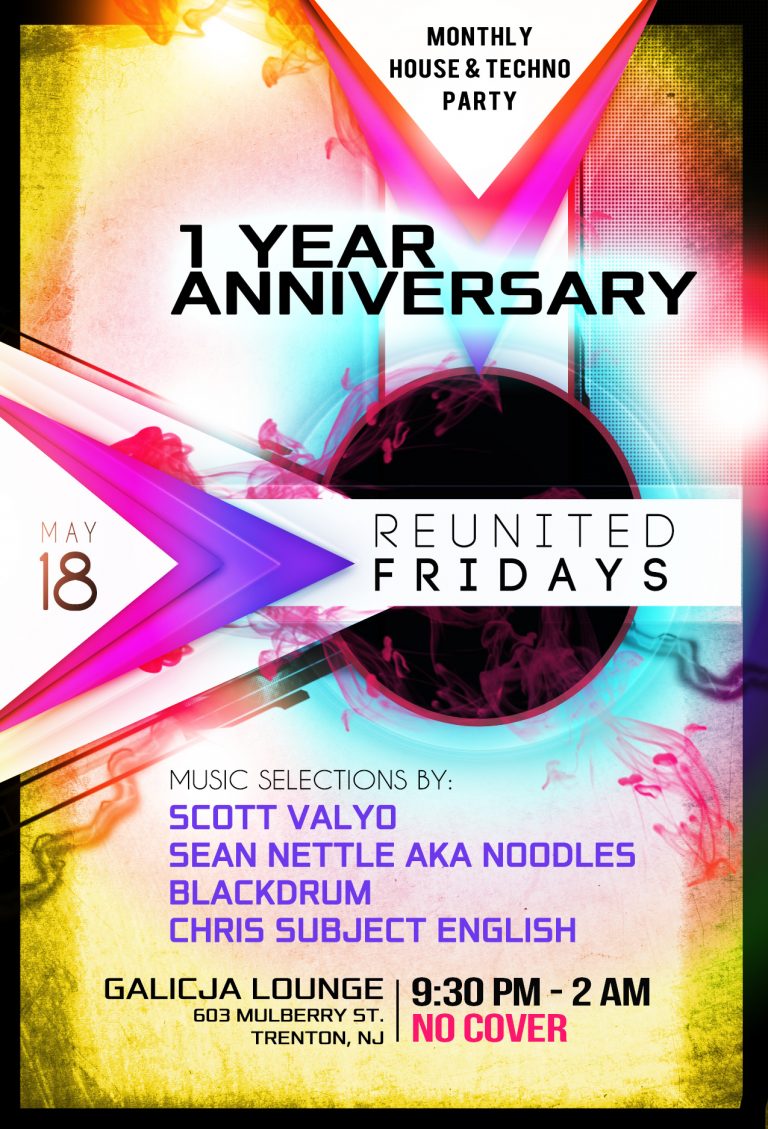 MONTHLY
HOUSE & TECHNO
PARTY
1 YEAR
ANNIVERSARY
MAY
18
REUNITED
FRIDAYS
MUSIC SELECTIONS BY:
SCOTT VALYO
SEAN NETTLE AKA NOODLES
BLACKDRUM
CHRIS SUBJECT ENGLISH
GALICJA LOUNGE
603 MULBERRY ST.
TRENTON, NJ
9:30 PM - 2 AM
NO COVER